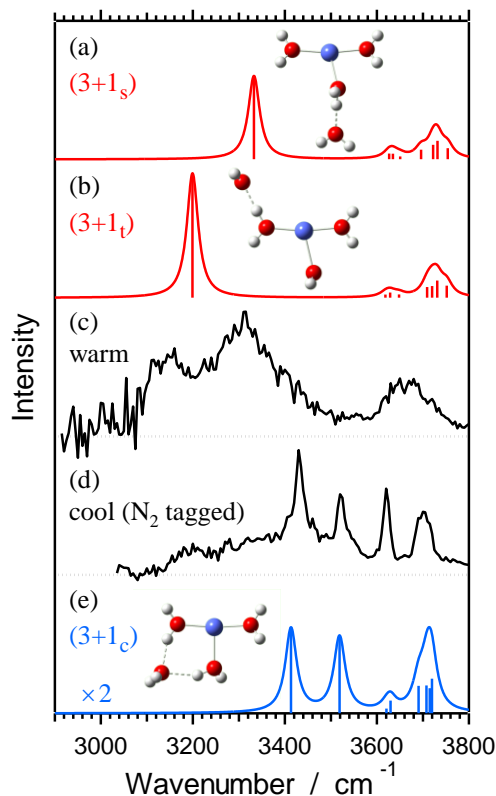 (a)
(3+1s)
(b)
(3+1t)
(c)
warm
(d)
cool (N2 tagged)
(e)
(3+1c)
×2
Intensity
3000 3200 3400 3600 3800
Wavenumber / cm-1